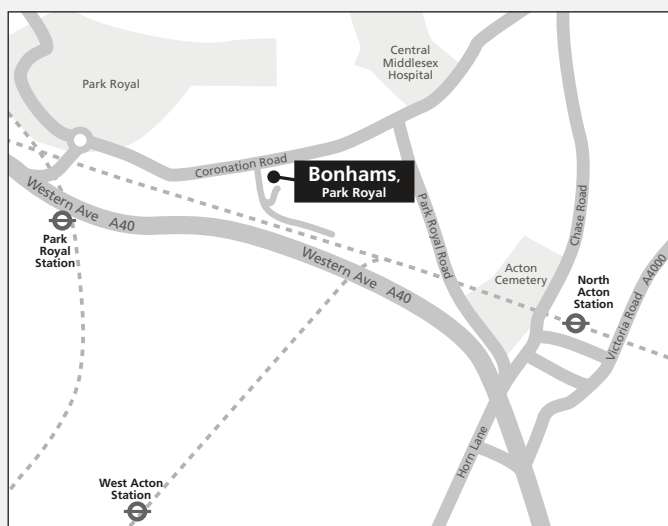 Park Royal
Central
Middlesex
Hospital
Coronation Road
Bonhams,
Park Royal
Western Ave A40
Park
Royal
Station
Park Royal Road
Chase Road
Western Ave A40
Acton
Cemetery
North
Acton
Station
Victoria Road A4000
Horn Lane
West Acton
Station